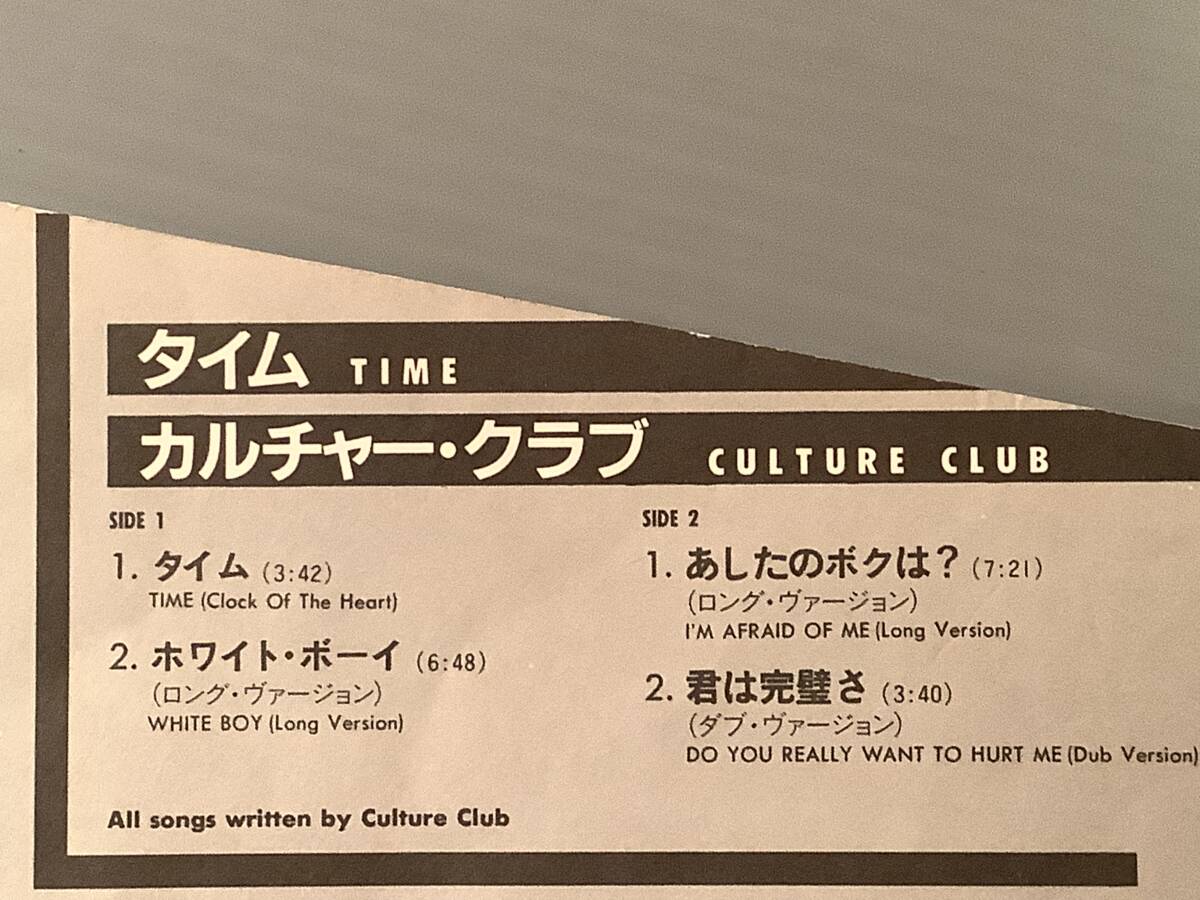 タイム TIME
カルチャー・クラブ CULTURE CLUB
SIDE 1
1. タイム (3:42)
TIME (Clock Of The Heart)
2. ホワイト・ボーイ (6:48)
(ロング・ヴァージョン)
WHITE BOY (Long Version)
SIDE 2
1. あしたのボクは? (7:21)
(ロング・ヴァージョン)
I'M AFRAID OF ME (Long Version)
2. 君は完璧さ (3:40)
(ダブ・ヴァージョン)
DO YOU REALLY WANT TO HURT ME (Dub Version)
All songs written by Culture Club